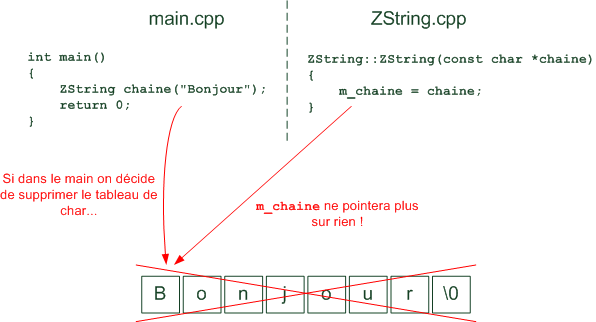 main.cpp
int main()
{
ZString chaine("Bonjour");
return 0;
}
ZString.cpp
ZString::ZString(const char *chaine)
{
m_chaine = chaine;
}
Si dans le main on décide
de supprimer le tableau de
char...
m_chaine ne pointera plus
sur rien !
B o n j o u r \0